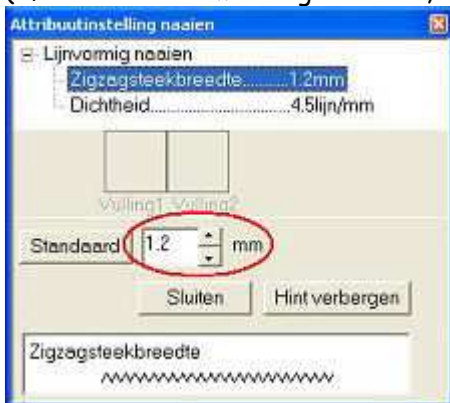 Attribuutinstelling naaien
Lijnvormig naaien
Zigzagsteekbreedte.........1.2mm
Dichtheid.......................4.5lijn/mm
Vulling1 Vulling2
Standaard 1.2 mm
Sluiten Hint verbergen
Zigzagsteekbreedte